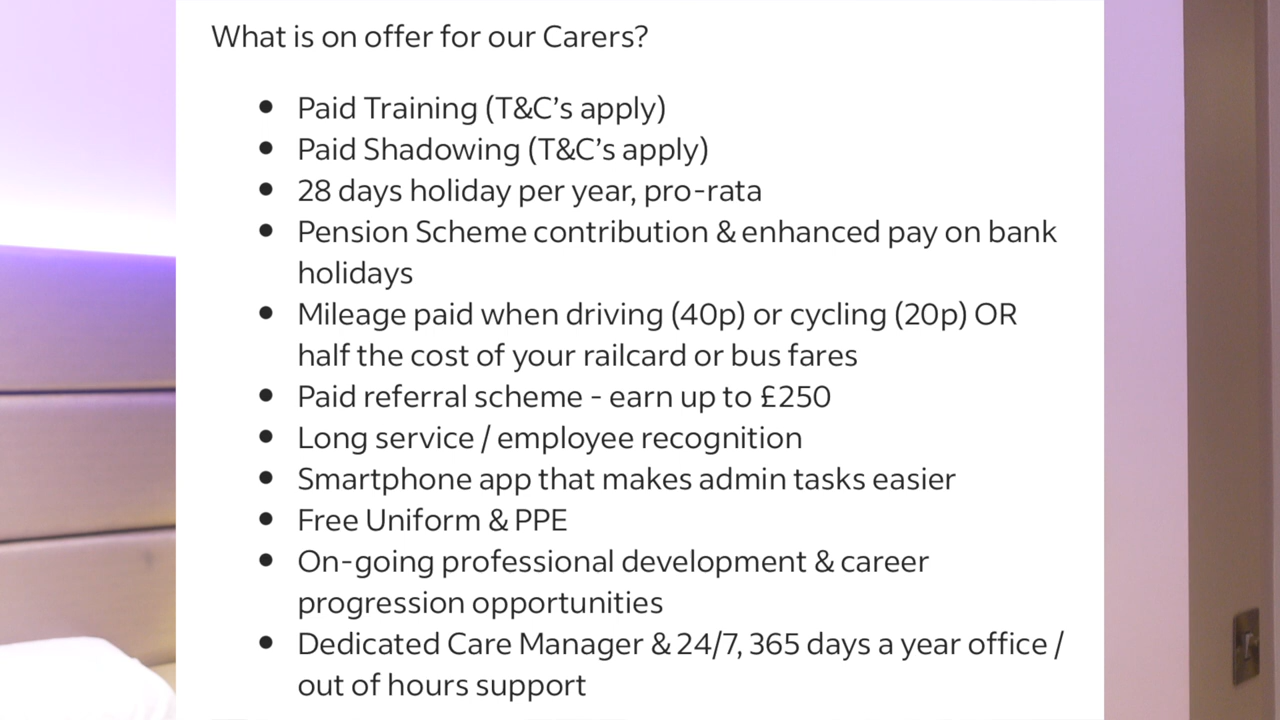 What is on offer for our Carers?
• Paid Training (T&C’s apply)
• Paid Shadowing (T&C’s apply)
• 28 days holiday per year, pro-rata
• Pension Scheme contribution & enhanced pay on bank
holidays
• Mileage paid when driving (40p) or cycling (20p) OR
half the cost of your railcard or bus fares
• Paid referral scheme - earn up to £250
• Long service / employee recognition
• Smartphone app that makes admin tasks easier
• Free Uniform & PPE
• On-going professional development & career
progression opportunities
• Dedicated Care Manager & 24/7, 365 days a year office /
out of hours support